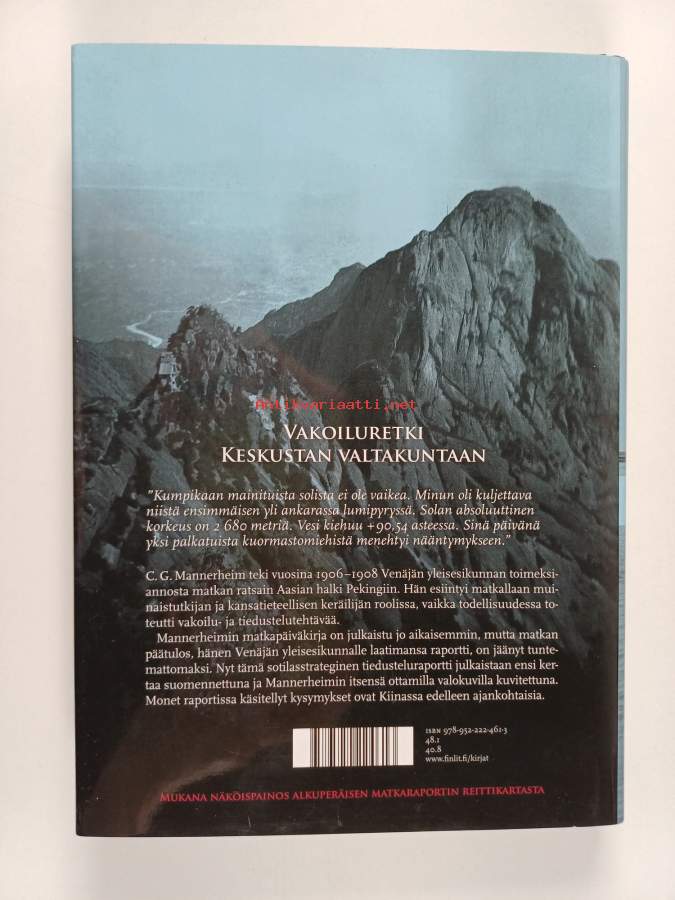 Antikvariaatti.net
VAKOILURETKI
KESKUSTAN VALTAKUNTAAN
"Kumpikaan mainituista solista ei ole vaikea. Minun oli kuljettava
niistä ensimmäisen yli ankarassa lumipyryssä. Solan absoluuttinen
korkeus on 2 680 metriä. Vesi kiehuu +90,54 asteessa. Sinä päivänä
yksi palkatuista kuormastomiehistä menehtyi nääntymykseen."
C. G. Mannerheim teki vuosina 1906–1908 Venäjän yleisesikunnan toimeksi-
annosta matkan ratsain Aasian halki Pekingiin. Hän esiintyi matkallaan mui-
naistutkijan ja kansatieteellisen keräilijän roolissa, vaikka todellisuudessa to-
teutti vakoilu- ja tiedustelutehtävää.
Mannerheimin matkapäiväkirja on julkaistu jo aikaisemmin, mutta matkan
päätulos, hänen Venäjän yleisesikunnalle laatimansa raportti, on jäänyt tunte-
mattomaksi. Nyt tämä sotilasstrateginen tiedusteluraportti julkaistaan ensi ker-
taa suomennettuna ja Mannerheimin itsensä ottamilla valokuvilla kuvitettuna.
Monet raportissa käsitellyt kysymykset ovat Kiinassa edelleen ajankohtaisia.
ISBN 978-952-222-461-3
48.1
40.8
www.finlit.fi/kirjat
MUKANA NÄKÖISPAINOS ALKUPERÄISEN MATKARAPORTIN REITTIKARTASTA